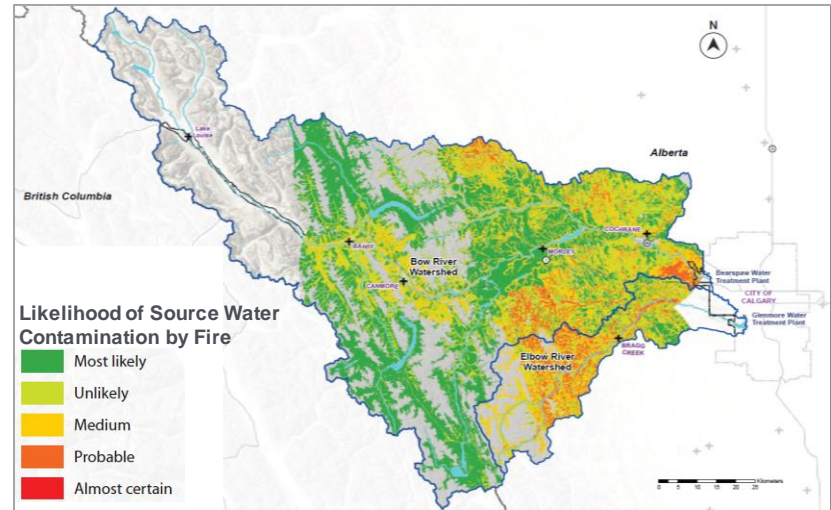 N
Lake
Louise
Alberta
British Columbia
COCHRANE
BANFF
MORLEY
Bow River
Watershed
CANMORE
Bearspaw Water
Treatment Plant
CITY OF
CALGARY
Glenmore Water
Treatment Plant
Likelihood of Source Water
Contamination by Fire
Most likely
Unlikely
Medium
Probable
Almost certain
BRAGG
CREEK
Elbow River
Watershed
0 5 10 15 20 25
Kilometers